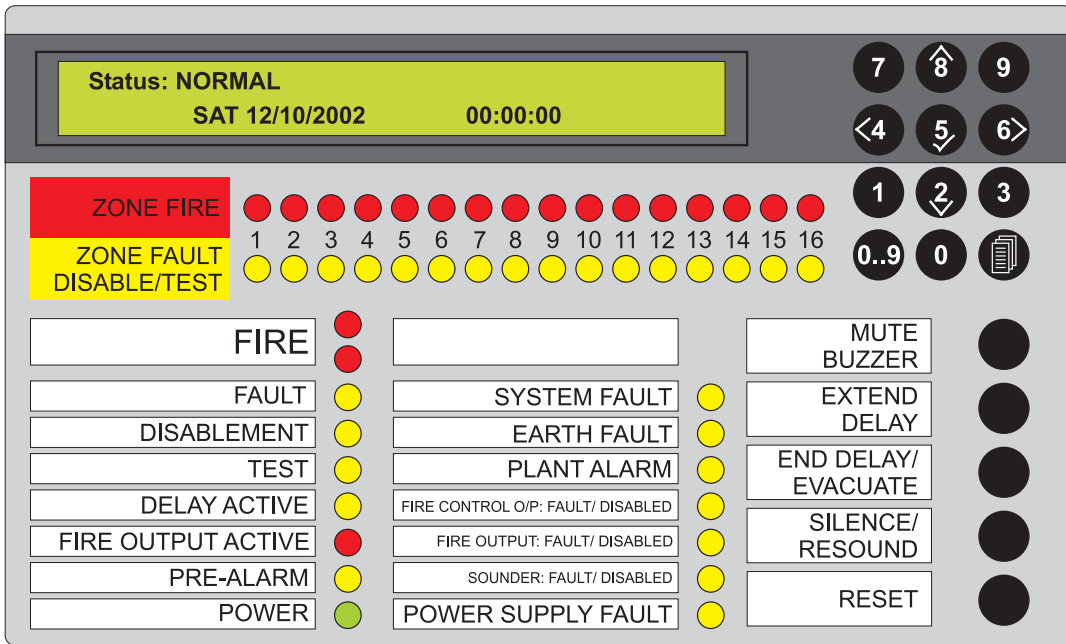 Status: NORMAL
SAT 12/10/2002 00:00:00
7 8 9
<4 5 6>
1 2 3
0..9 0
ZONE FIRE
1 2 3 4 5 6 7 8 9 10 11 12 13 14 15 16
ZONE FAULT
DISABLE/TEST
FIRE
FAULT
DISABLEMENT
TEST
DELAY ACTIVE
FIRE OUTPUT ACTIVE
PRE-ALARM
POWER
SYSTEM FAULT
EARTH FAULT
PLANT ALARM
FIRE CONTROL O/P: FAULT/ DISABLED
FIRE OUTPUT: FAULT/ DISABLED
SOUNDER: FAULT/ DISABLED
POWER SUPPLY FAULT
MUTE
BUZZER
EXTEND
DELAY
END DELAY/
EVACUATE
SILENCE/
RESOUND
RESET